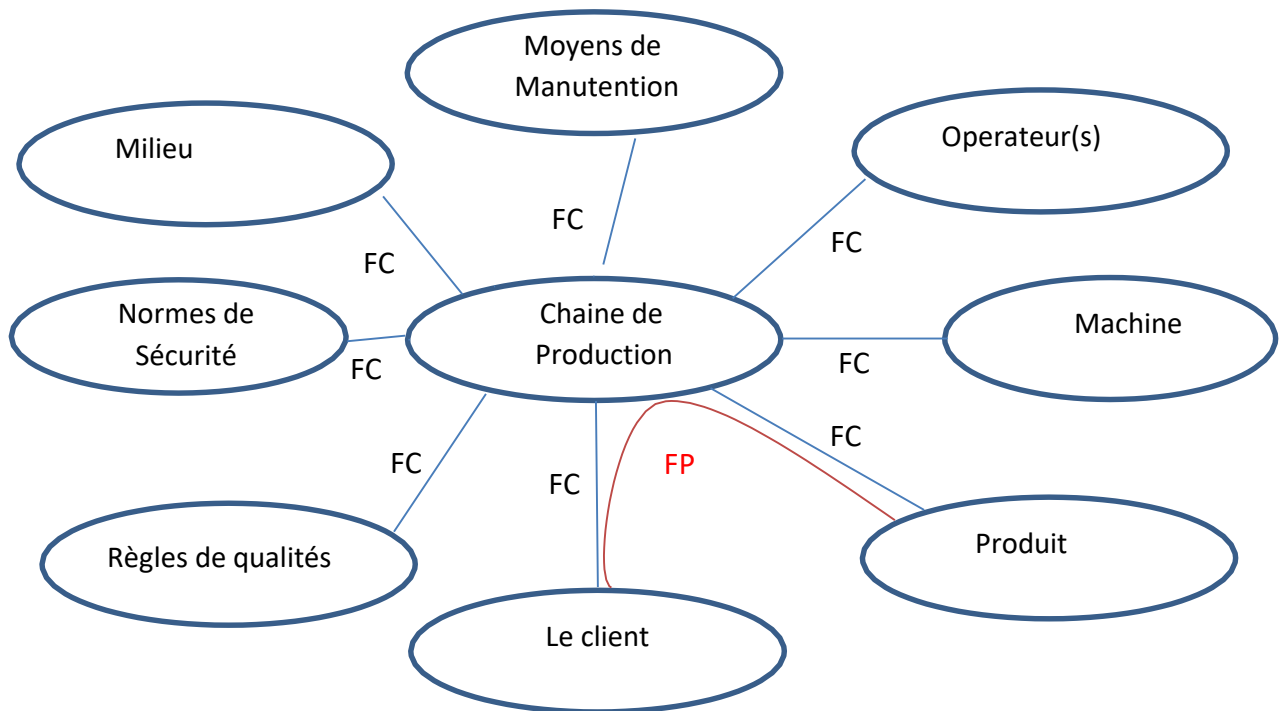 Moyens de
Manutention
Milieu
Operateur(s)
FC
FC
FC
Normes de
Sécurité
Chaine de
Production
Machine
FC
FC
FC
FC
FP
FC
Règles de qualités
Produit
Le client